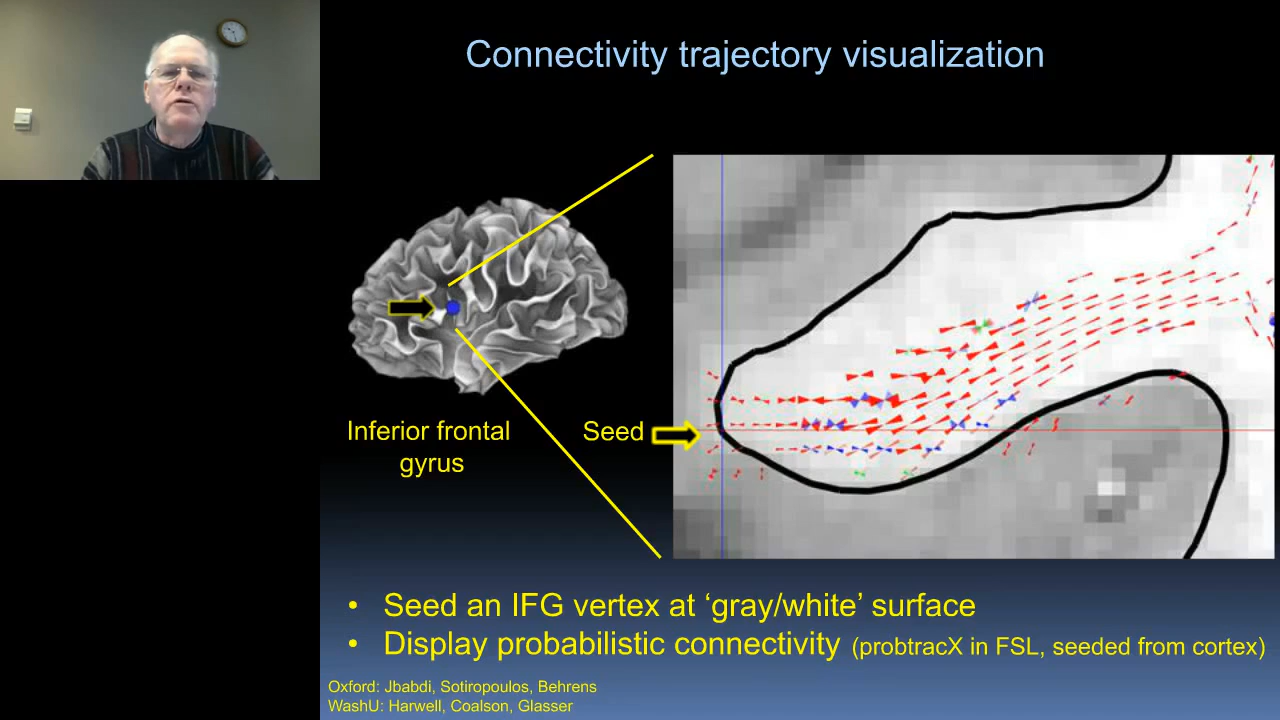 Connectivity trajectory visualization
Inferior frontal
gyrus
Seed
• Seed an IFG vertex at ‘gray/white’ surface
• Display probabilistic connectivity (probtracX in FSL, seeded from cortex)
Oxford: Jbabdi, Sotiropoulos, Behrens
WashU: Harwell, Coalson, Glasser